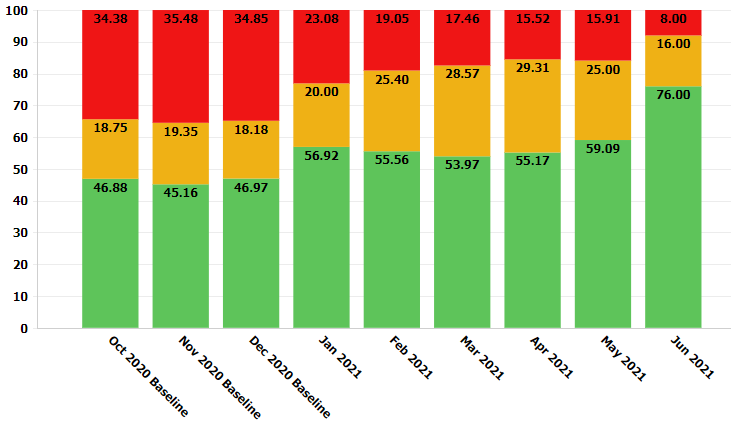 100
90
80
70
60
50
40
30
20
10
0
34.38 35.48 34.85 23.08 19.05 17.46 15.52 15.91 8.00
18.75 19.35 18.18 20.00 25.40 28.57 29.31 25.00 16.00
46.88 45.16 46.97 56.92 55.56 53.97 55.17 59.09 76.00
Oct 2020 Baseline
Nov 2020 Baseline
Dec 2020 Baseline
Jan 2021
Feb 2021
Mar 2021
Apr 2021
May 2021
Jun 2021